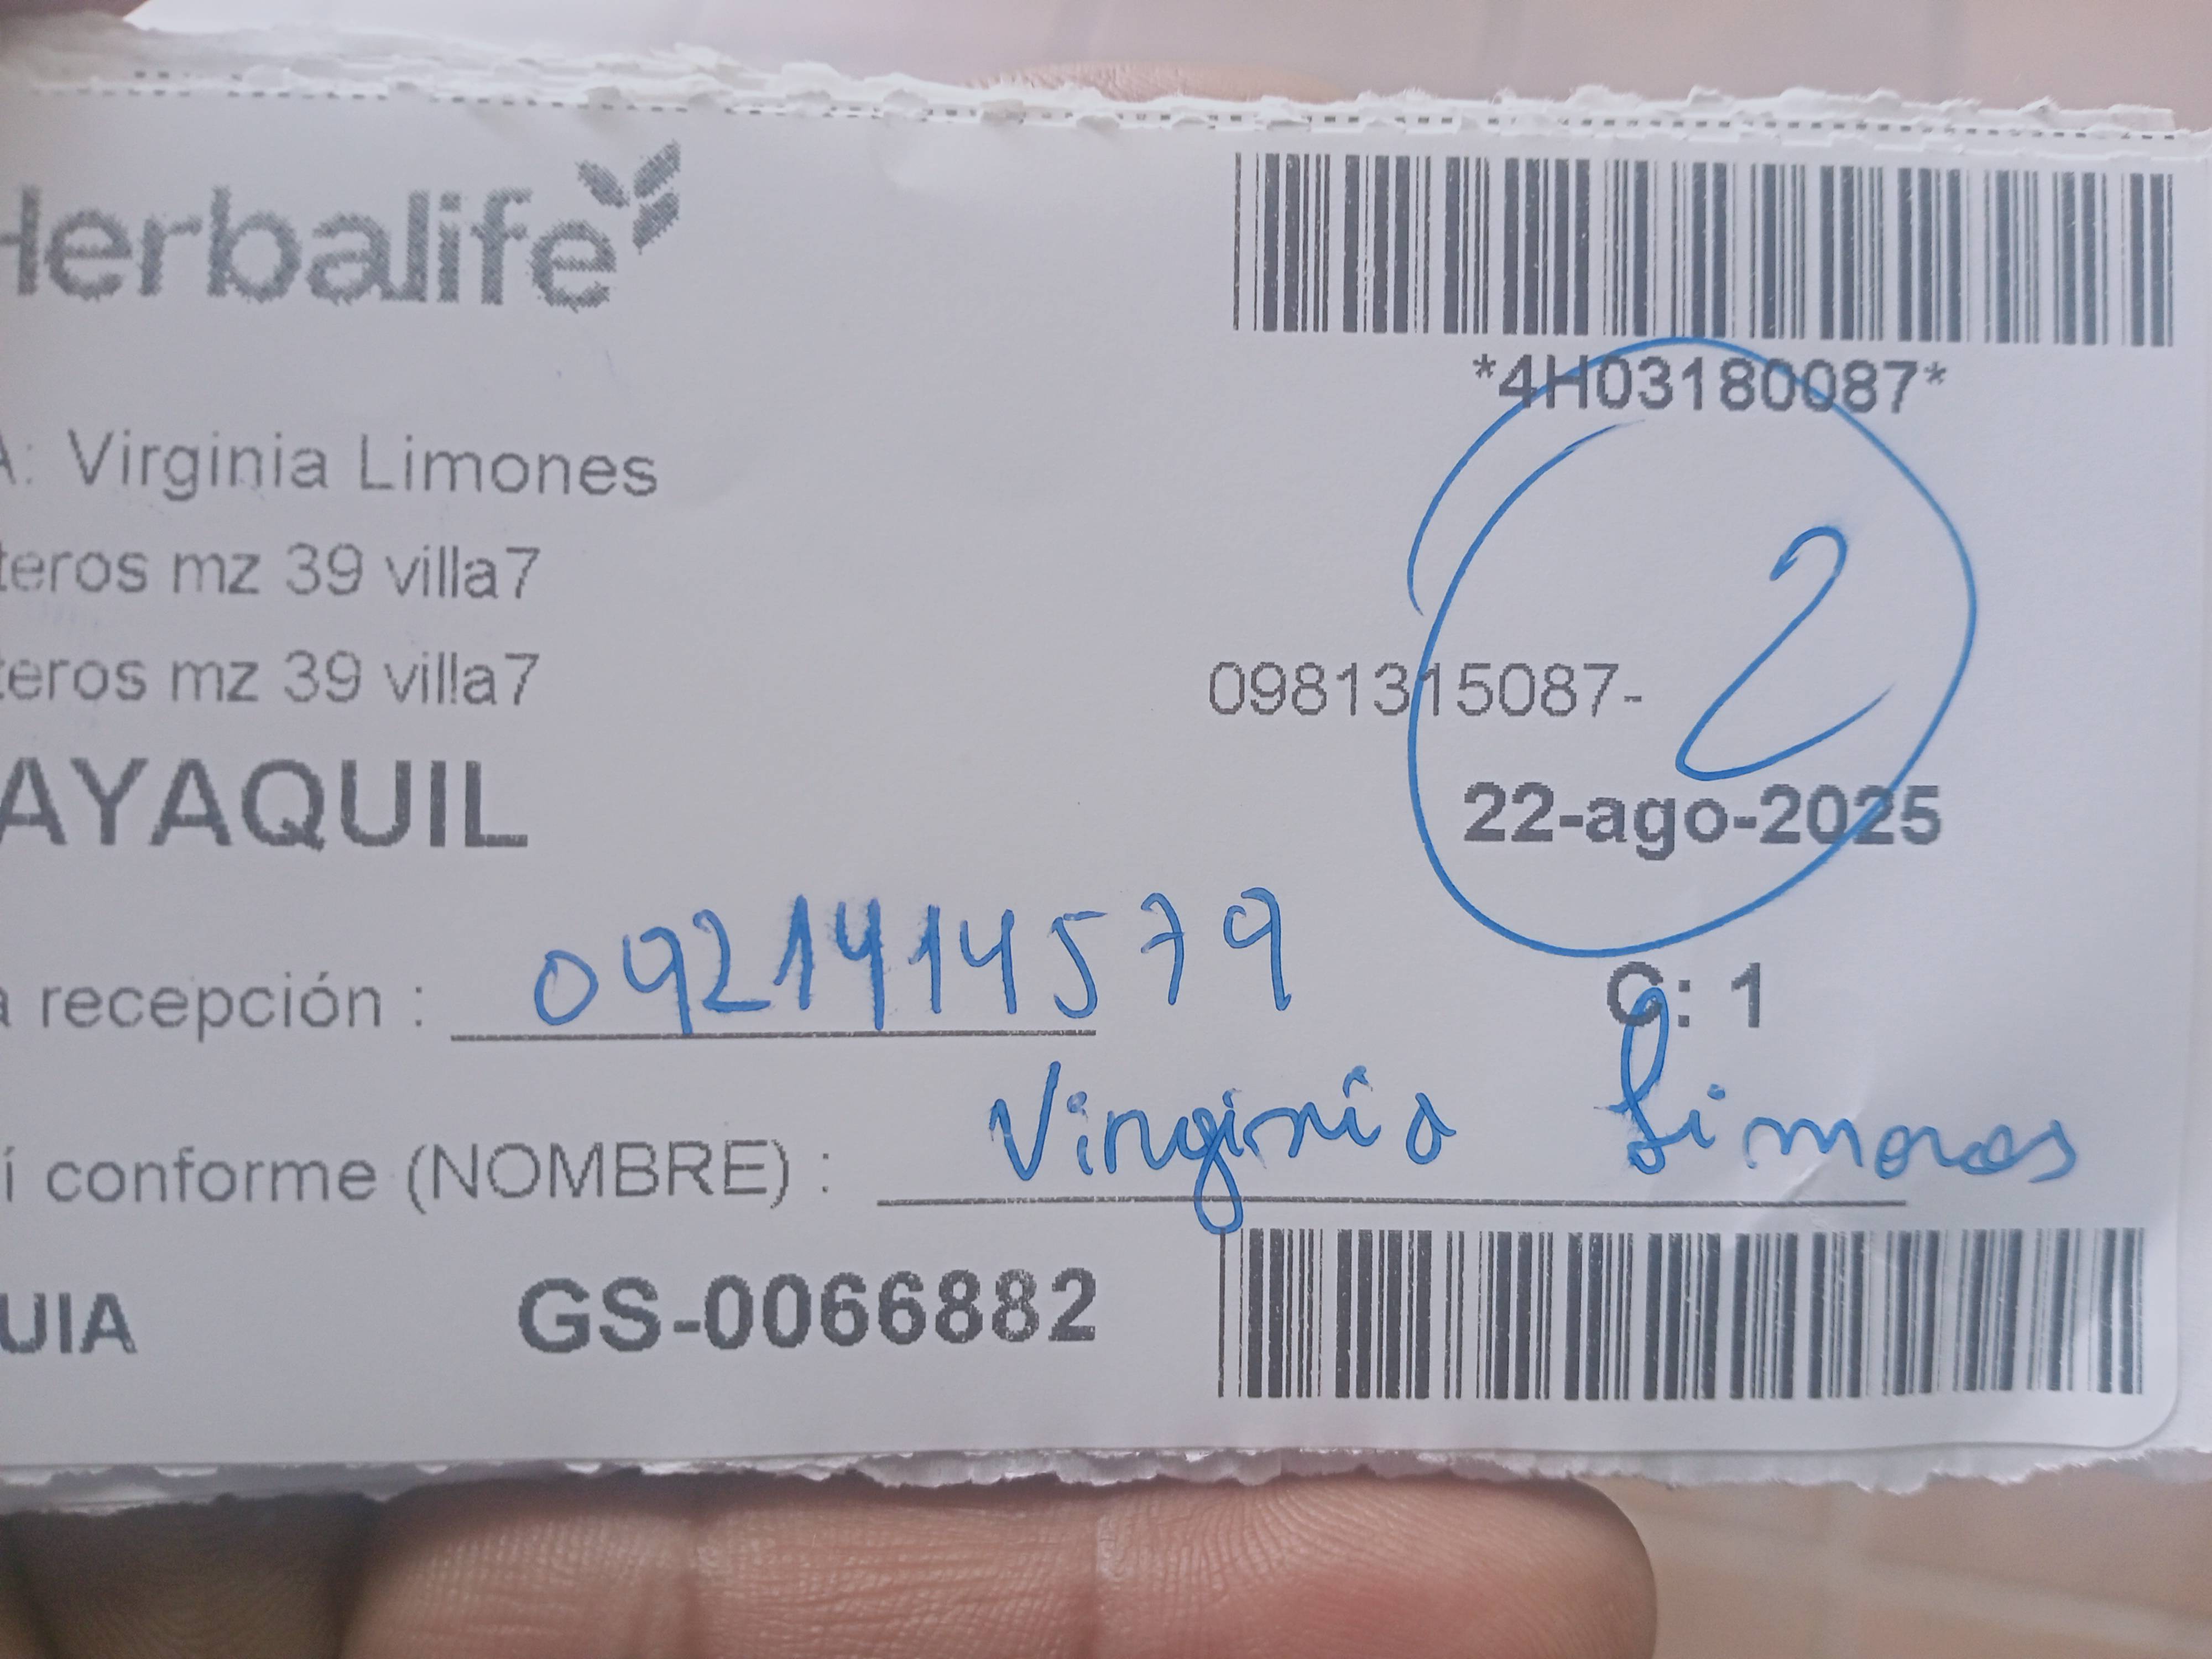 Herbalife
*4H03180087*
A: Virginia Limones
teros mz 39 villa7
2
teros mz 39 villa7 0981315087-
AYAQUIL 22-ago-2025
a recepción : 0921414579 C: 1
í conforme (NOMBRE) : Virginia Limones
UIA GS-0066882